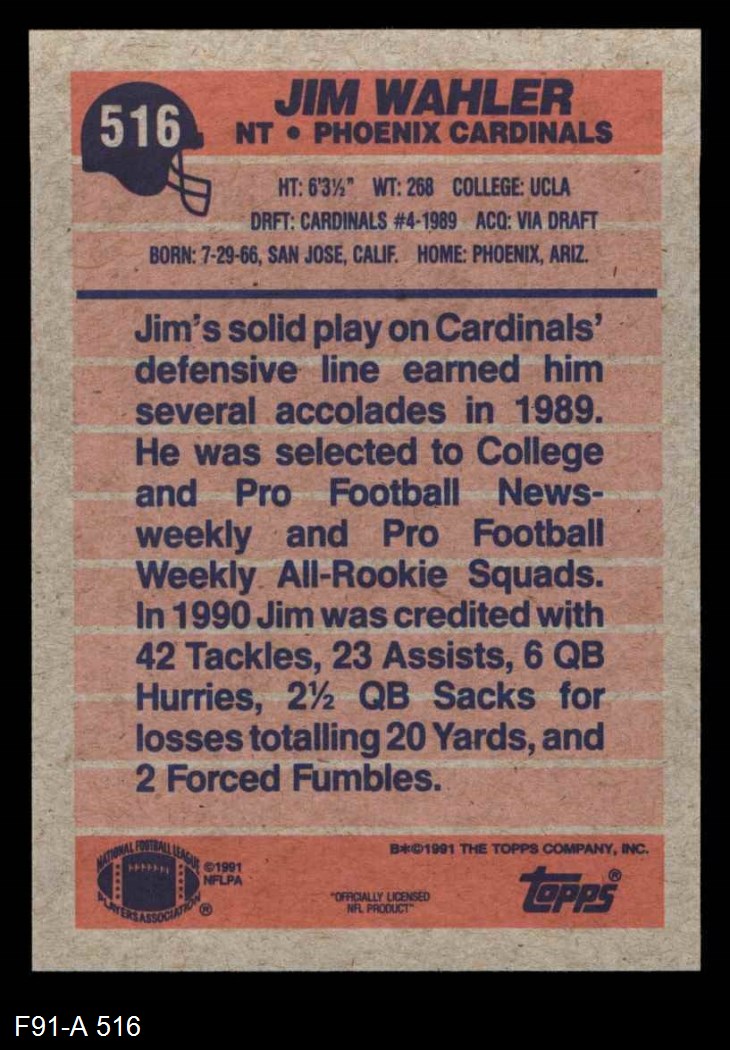 516
JIM WAHLER
NT • PHOENIX CARDINALS
HT: 6'3½" WT: 268 COLLEGE: UCLA
DRFT: CARDINALS #4-1989 ACQ: VIA DRAFT
BORN: 7-29-66, SAN JOSE, CALIF. HOME: PHOENIX, ARIZ.
Jim's solid play on Cardinals'
defensive line earned him
several accolades in 1989.
He was selected to College
and Pro Football News-
weekly and Pro Football
Weekly All-Rookie Squads.
In 1990 Jim was credited with
42 Tackles, 23 Assists, 6 QB
Hurries, 2½ QB Sacks for
losses totalling 20 Yards, and
2 Forced Fumbles.
NATIONAL FOOTBALL LEAGUE
PLAYERS ASSOCIATION ®
©1991
NFLPA
"OFFICIALLY LICENSED
NFL PRODUCT"
B*©1991 THE TOPPS COMPANY, INC.
topps®
F91-A 516